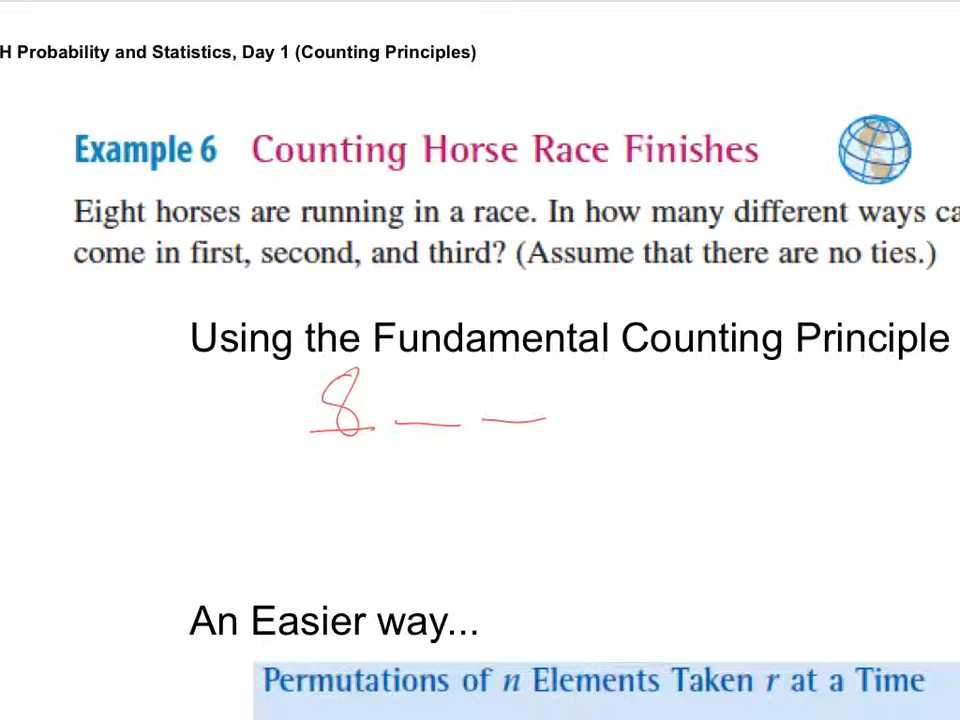 H Probability and Statistics, Day 1 (Counting Principles)
Example 6 Counting Horse Race Finishes
Eight horses are running in a race. In how many different ways ca
come in first, second, and third? (Assume that there are no ties.)
Using the Fundamental Counting Principle
8 __ __
An Easier way...
Permutations of n Elements Taken r at a Time